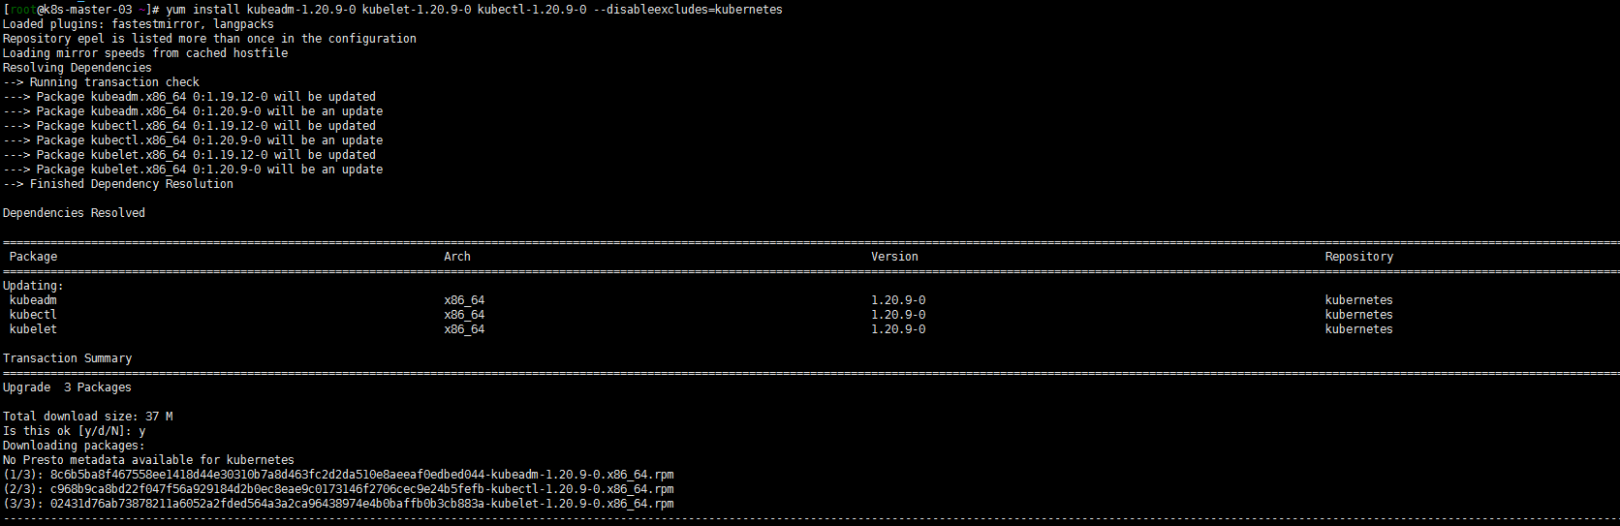 [root@k8s-master-03 ~]# yum install kubeadm-1.20.9-0 kubelet-1.20.9-0 kubectl-1.20.9-0 --disableexcludes=kubernetes
Loaded plugins: fastestmirror, langpacks
Repository epel is listed more than once in the configuration
Loading mirror speeds from cached hostfile
Resolving Dependencies
--> Running transaction check
---> Package kubeadm.x86_64 0:1.19.12-0 will be updated
---> Package kubeadm.x86_64 0:1.20.9-0 will be an update
---> Package kubectl.x86_64 0:1.19.12-0 will be updated
---> Package kubectl.x86_64 0:1.20.9-0 will be an update
---> Package kubelet.x86_64 0:1.19.12-0 will be updated
---> Package kubelet.x86_64 0:1.20.9-0 will be an update
--> Finished Dependency Resolution
Dependencies Resolved
Package Arch Version Repository
Updating:
kubeadm x86_64 1.20.9-0 kubernetes
kubectl x86_64 1.20.9-0 kubernetes
kubelet x86_64 1.20.9-0 kubernetes
Transaction Summary
Upgrade  3 Packages
Total download size: 37 M
Is this ok [y/d/N]: y
Downloading packages:
No Presto metadata available for kubernetes
(1/3): 8c6b5ba8f467558ee1418d44e30310b7a8d463fc2d2da510e8aeeaf0edbed044-kubeadm-1.20.9-0.x86_64.rpm
(2/3): c968b9ca8bd22f047f56a929184d2b0ec8eae9c0173146f2706cec9e24b5fefb-kubectl-1.20.9-0.x86_64.rpm
(3/3): 02431d76ab73878211a6052a2fded564a3a2ca96438974e4b0baffb0b3cb883a-kubelet-1.20.9-0.x86_64.rpm